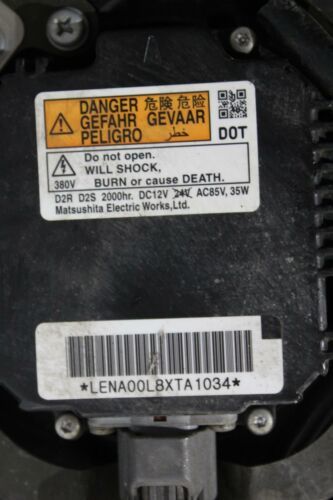 DANGER 危険 危险
GEFAHR GEVAAR
PELIGRO خطر
DOT
Do not open.
WILL SHOCK,
380V BURN or cause DEATH.
D2R D2S 2000hr. DC12V 24V AC85V, 35W
Matsushita Electric Works,Ltd.
*LENA00L8XTA1034*